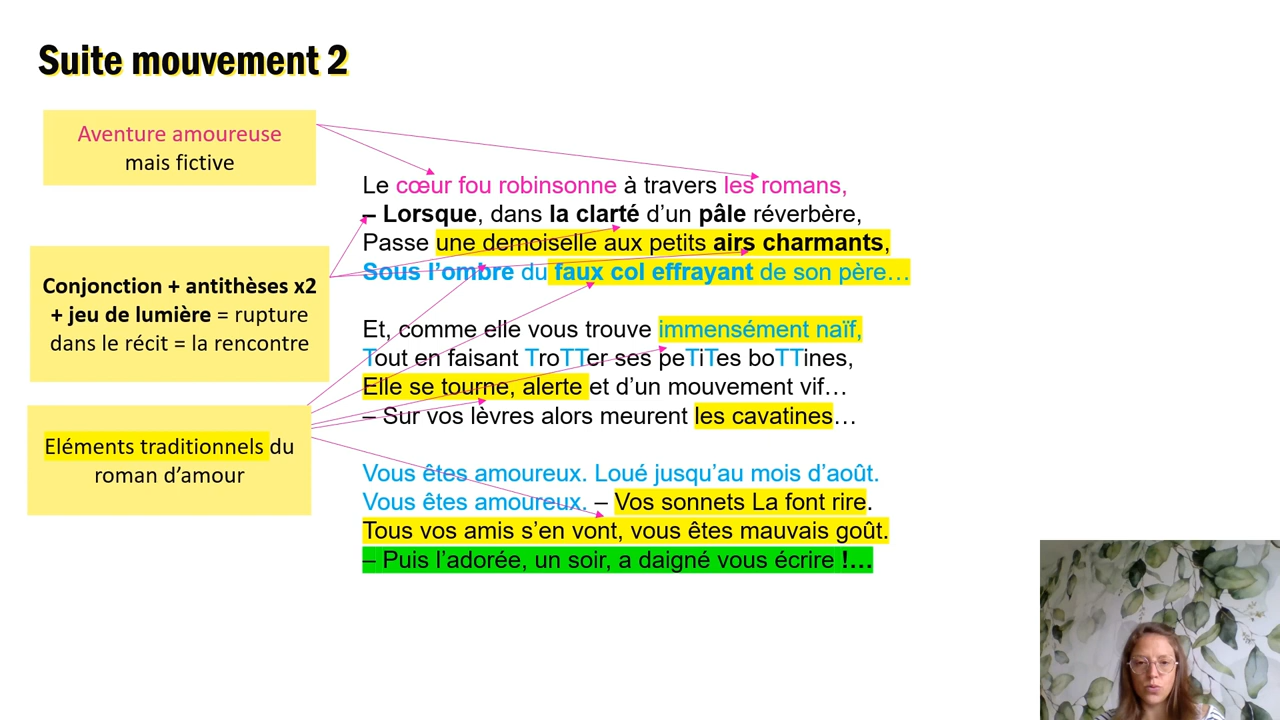 Suite mouvement 2
Aventure amoureuse
mais fictive
Conjonction + antithèses x2
+ jeu de lumière = rupture
dans le récit = la rencontre
Eléments traditionnels du
roman d’amour
Le cœur fou robinsonne à travers les romans,
– Lorsque, dans la clarté d’un pâle réverbère,
Passe une demoiselle aux petits airs charmants,
Sous l’ombre du faux col effrayant de son père…
Et, comme elle vous trouve immensément naïf,
Tout en faisant TroTTer ses peTiTes boTTines,
Elle se tourne, alerte et d’un mouvement vif…
– Sur vos lèvres alors meurent les cavatines…
Vous êtes amoureux. Loué jusqu’au mois d’août.
Vous êtes amoureux. – Vos sonnets La font rire.
Tous vos amis s’en vont, vous êtes mauvais goût.
– Puis l’adorée, un soir, a daigné vous écrire !…